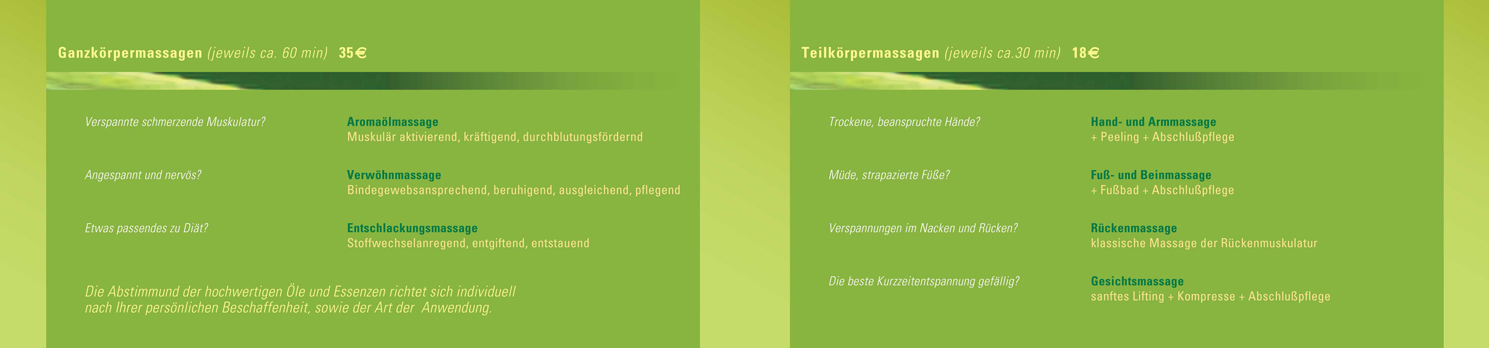 Ganzkörpermassagen (jeweils ca. 60 min) 35€
Verspannte schmerzende Muskulatur?
Aromaölmassage
Muskulär aktivierend, kräftigend, durchblutungsfördernd
Angespannt und nervös?
Verwöhnmassage
Bindegewebsansprechend, beruhigend, ausgleichend, pflegend
Etwas passendes zu Diät?
Entschlackungsmassage
Stoffwechselanregend, entgiftend, entstauend
Die Abstimmund der hochwertigen Öle und Essenzen richtet sich individuell
nach Ihrer persönlichen Beschaffenheit, sowie der Art der Anwendung.
Teilkörpermassagen (jeweils ca.30 min) 18€
Trockene, beanspruchte Hände?
Hand- und Armmassage
+ Peeling + Abschlußpflege
Müde, strapazierte Füße?
Fuß- und Beinmassage
+ Fußbad + Abschlußpflege
Verspannungen im Nacken und Rücken?
Rückenmassage
klassische Massage der Rückenmuskulatur
Die beste Kurzzeitentspannung gefällig?
Gesichtsmassage
sanftes Lifting + Kompresse + Abschlußpflege